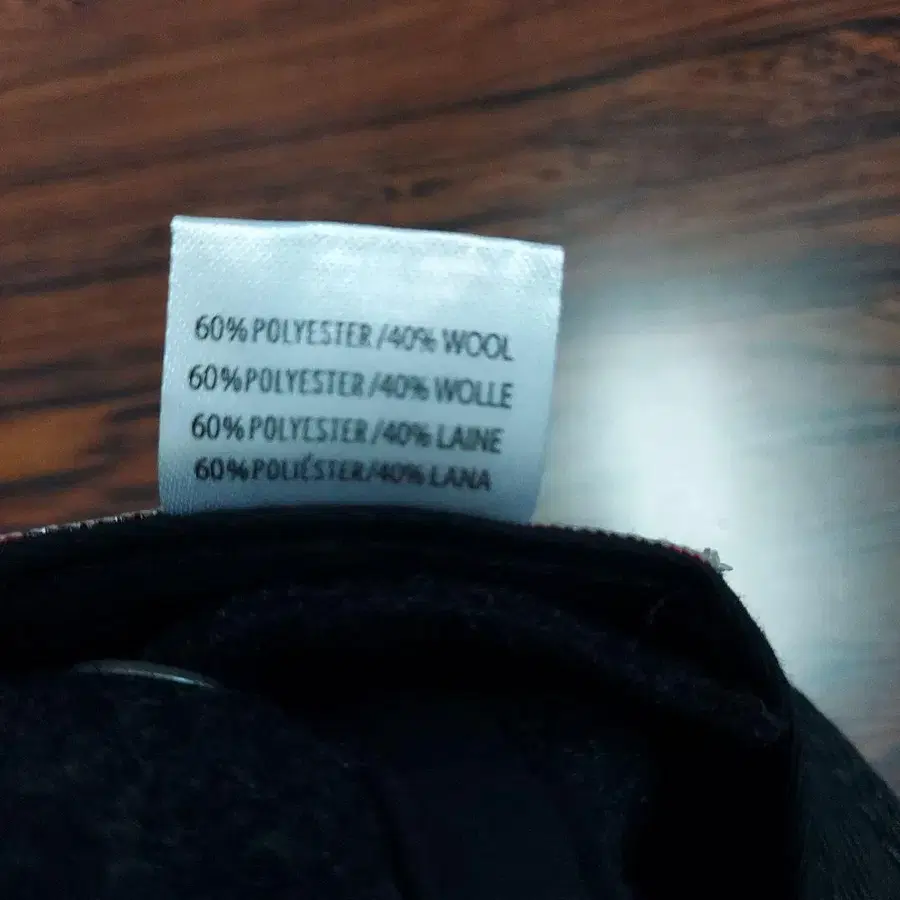 60% POLYESTER /40% WOOL
60% POLYESTER /40% WOLLE
60% POLYESTER /40% LAINE
60% POLIÉSTER/40% LANA